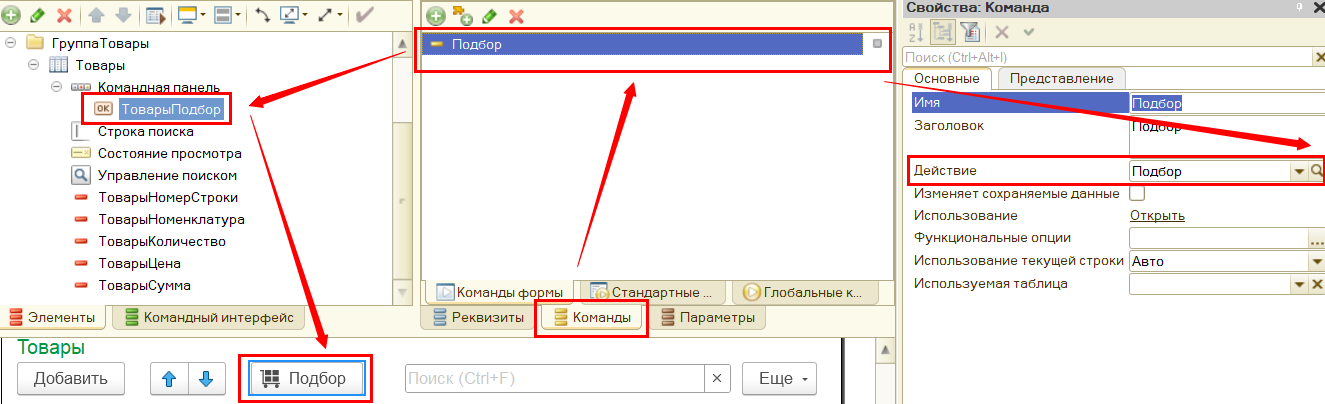 ГруппаТовары
Товары
Командная панель
OK ТоварыПодбор
Строка поиска
Состояние просмотра
Управление поиском
ТоварыНомерСтроки
ТоварыНоменклатура
ТоварыКоличество
ТоварыЦена
ТоварыСумма
Элементы
Командный интерфейс
Подбор
Команды формы
Стандартные ...
Глобальные к...
Реквизиты
Команды
Параметры
Свойства: Команда
Поиск (Ctrl+Alt+I)
Основные
Представление
Имя
Подбор
Заголовок
Подбор
Действие
Подбор
Изменяет сохраняемые данные
Использование
Открыть
Функциональные опции
...
Использование текущей строки
Авто
Используемая таблица
Товары
Добавить
Подбор
Поиск (Ctrl+F)
Еще